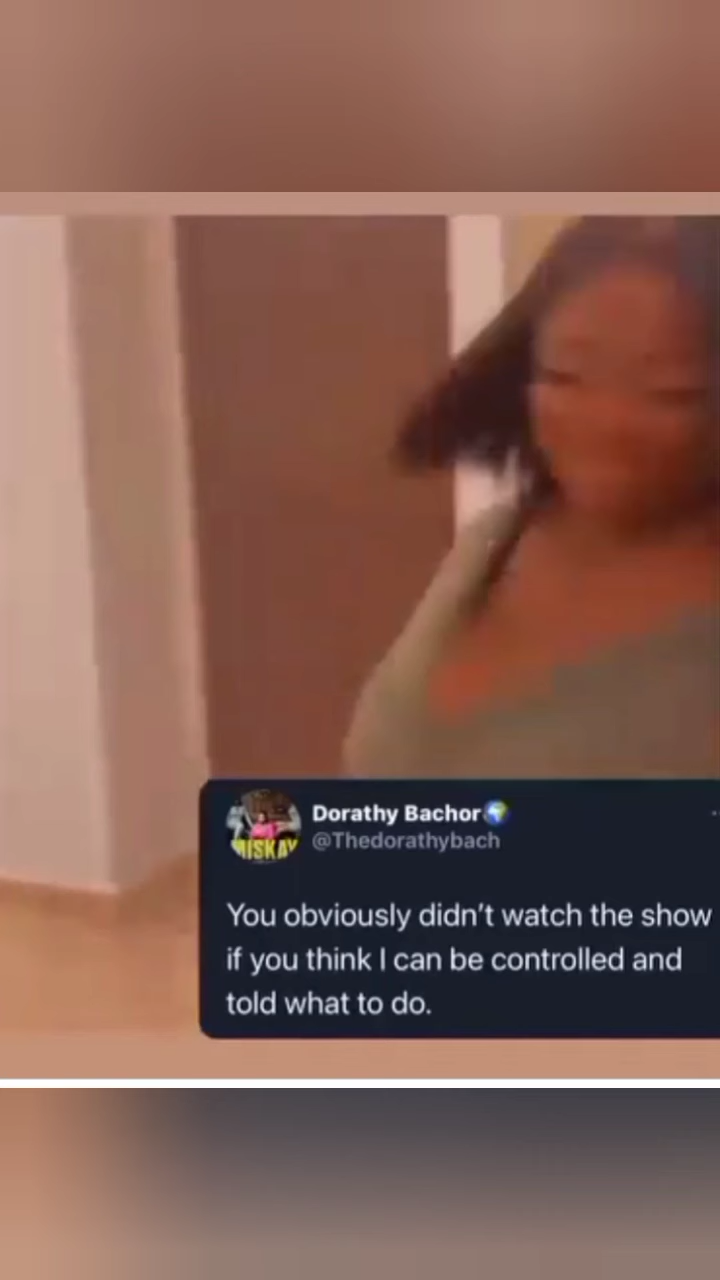 Dorathy Bachor🌍
@Thedorathybach
MISKAY
You obviously didn't watch the show
if you think I can be controlled and
told what to do.